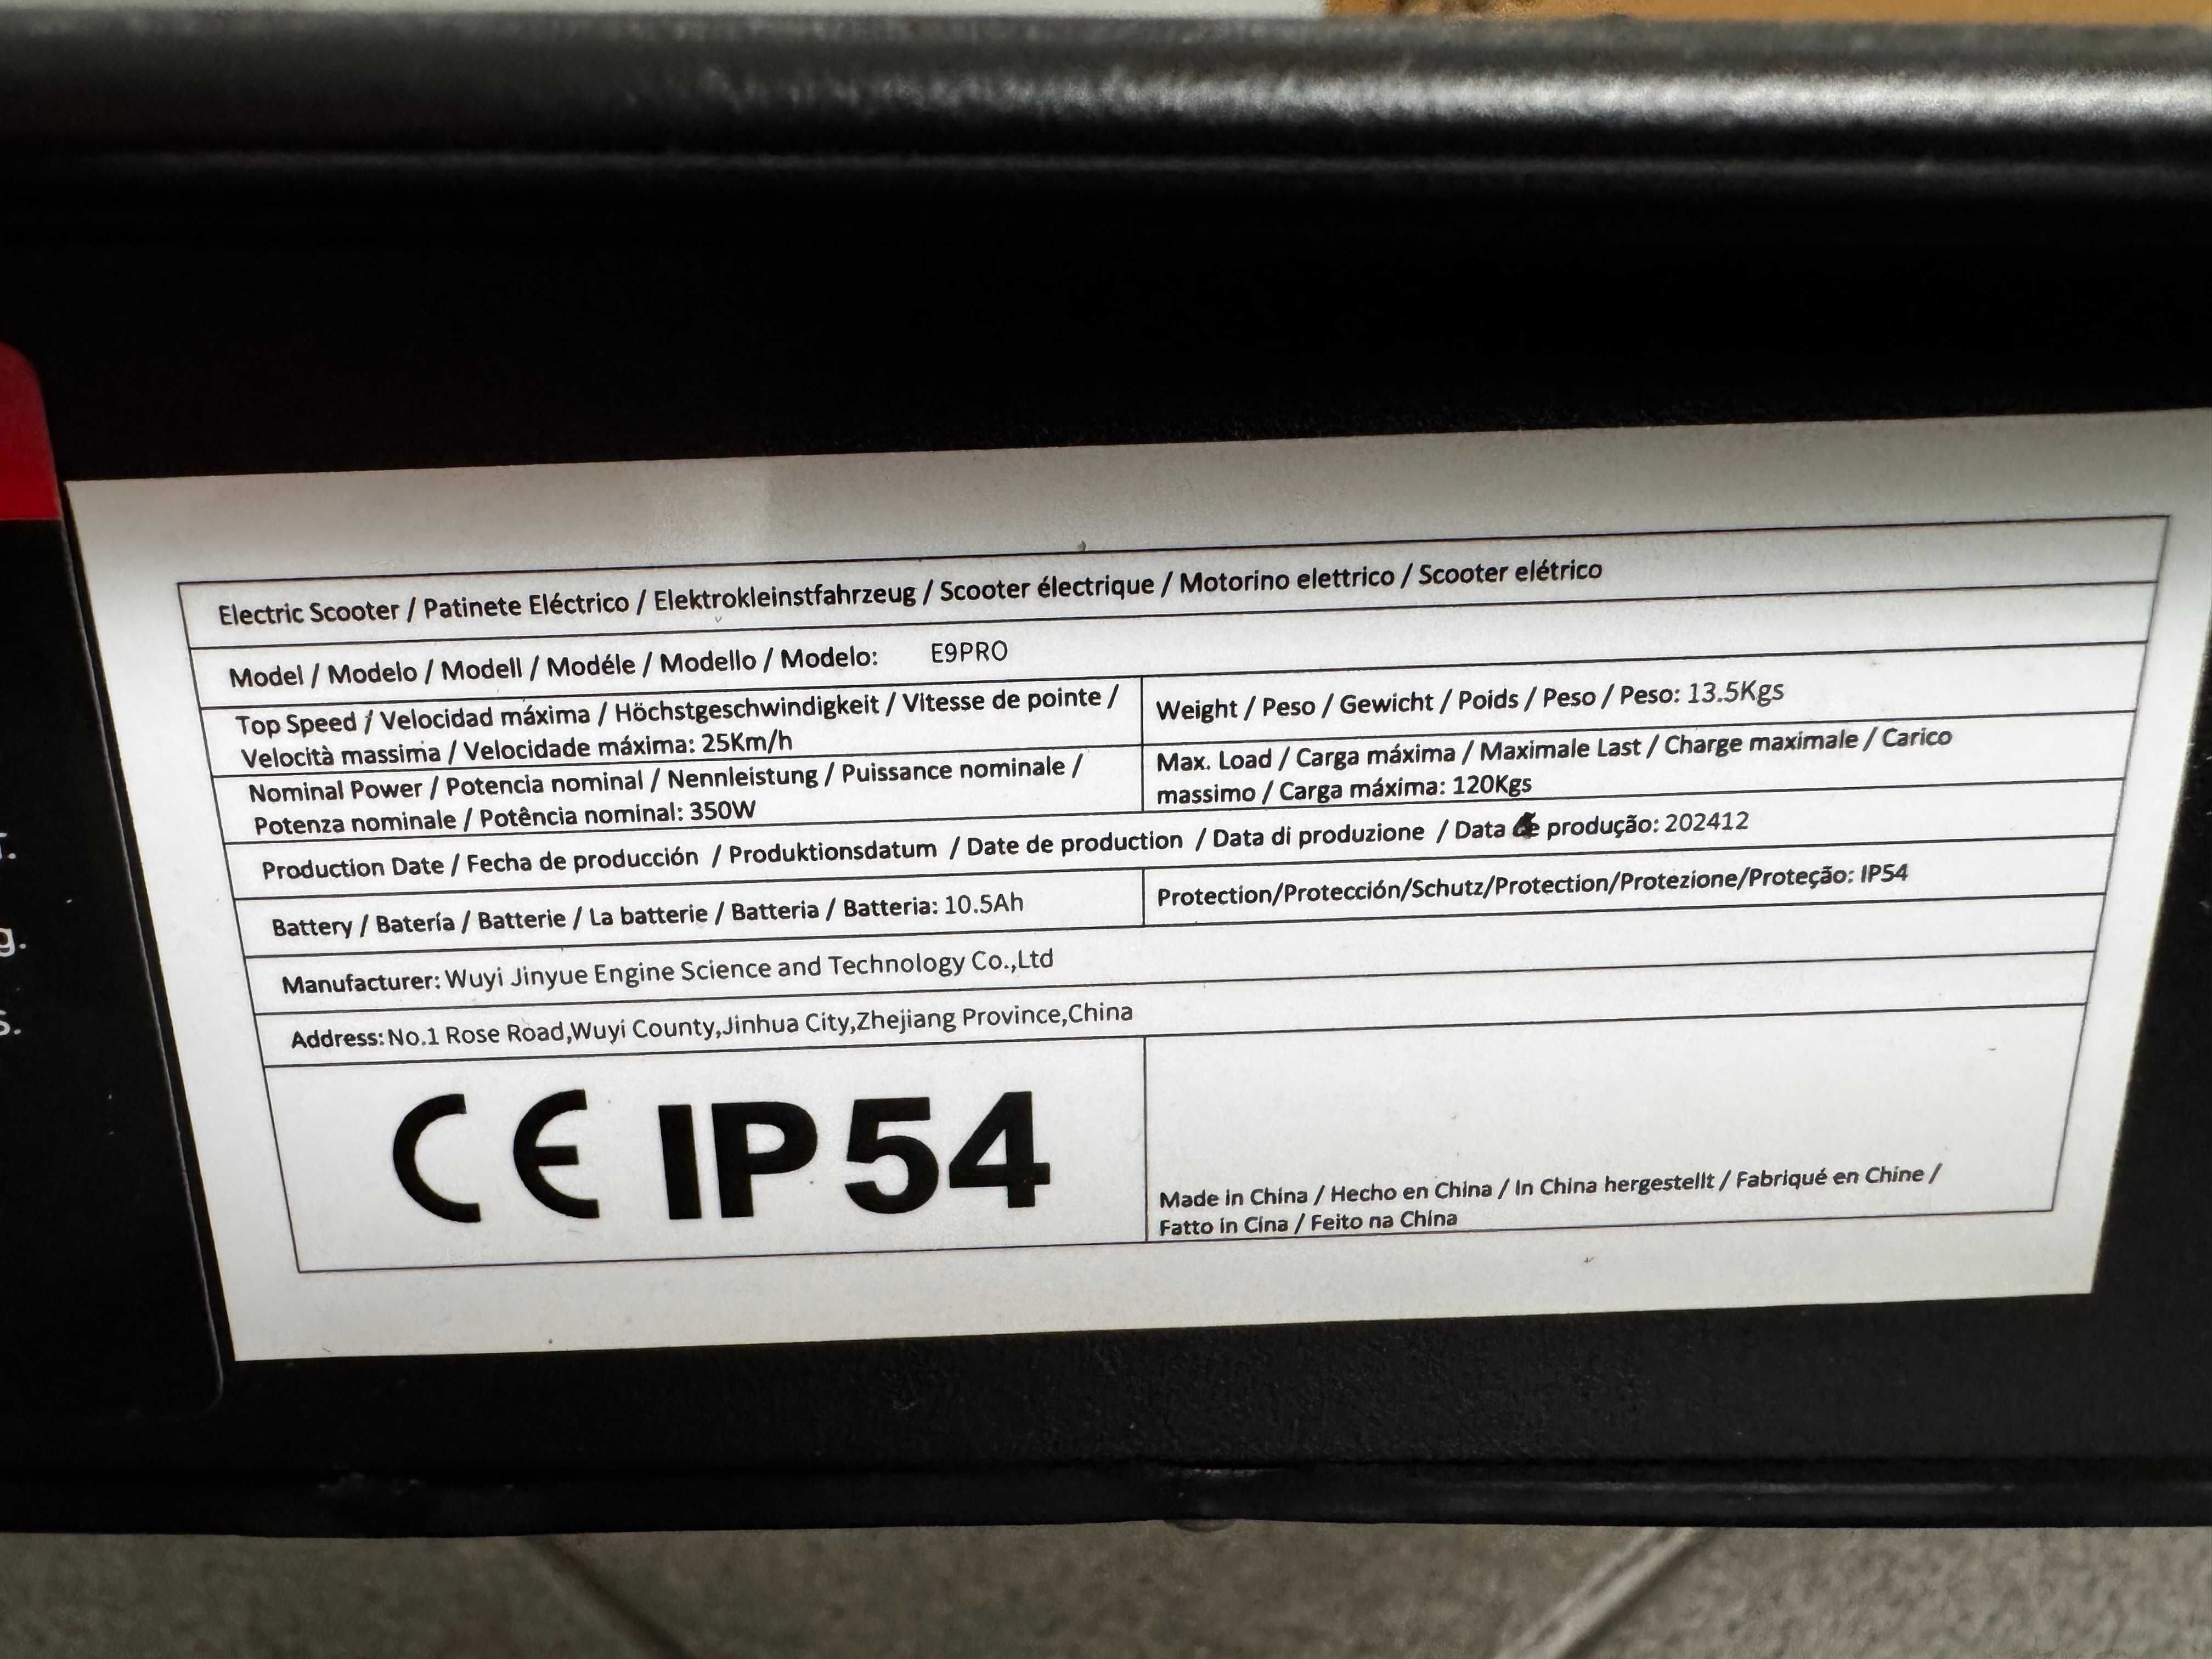 Electric Scooter / Patinete Eléctrico / Elektrokleinstfahrzeug / Scooter électrique / Motorino elettrico / Scooter elétrico
Model / Modelo / Modell / Modéle / Modello / Modelo: E9PRO
Top Speed / Velocidad máxima / Höchstgeschwindigkeit / Vitesse de pointe /
Velocità massima / Velocidade máxima: 25Km/h
Weight / Peso / Gewicht / Poids / Peso / Peso: 13.5Kgs
Nominal Power / Potencia nominal / Nennleistung / Puissance nominale /
Potenza nominale / Potência nominal: 350W
Max. Load / Carga máxima / Maximale Last / Charge maximale / Carico
massimo / Carga máxima: 120Kgs
Production Date / Fecha de producción / Produktionsdatum / Date de production / Data di produzione / Data de produção: 202412
Battery / Batería / Batterie / La batterie / Batteria / Batteria: 10.5Ah
Protection/Protección/Schutz/Protection/Protezione/Proteção: IP54
Manufacturer: Wuyi Jinyue Engine Science and Technology Co.,Ltd
Address: No.1 Rose Road,Wuyi County,Jinhua City,Zhejiang Province,China
CE IP54
Made in China / Hecho en China / In China hergestellt / Fabriqué en Chine /
Fatto in Cina / Feito na China